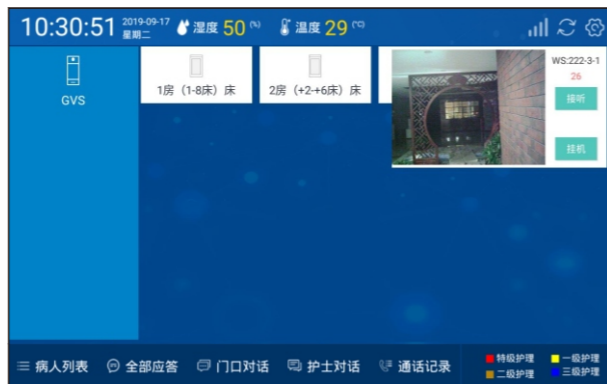 10:30:51 2019-09-17 星期二 湿度 50 (%) 温度 29 (℃)
GVS
1房（1-8床）床
2房（+2-+6床）床
WS:222-3-1
26
接听
挂机
病人列表 全部应答 门口对话 护士对话 通话记录
特级护理 一级护理
二级护理 三级护理